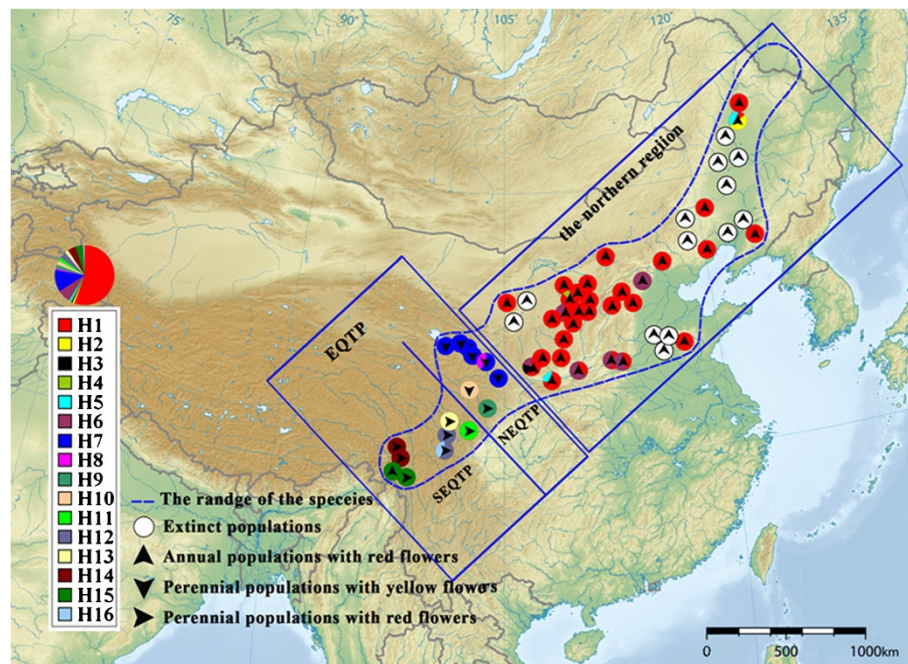 75°
90°
105°
120°
135°
the northern regiion
EQTP
NEQTP
SEQTP
H1
H2
H3
H4
H5
H6
H7
H8
H9
H10
H11
H12
H13
H14
H15
H16
The randge of the speceies
Extinct populations
Annual populations with red flowers
Perennial populations with yellow flowers
Perennial populations with red flowers
0 500 1000km